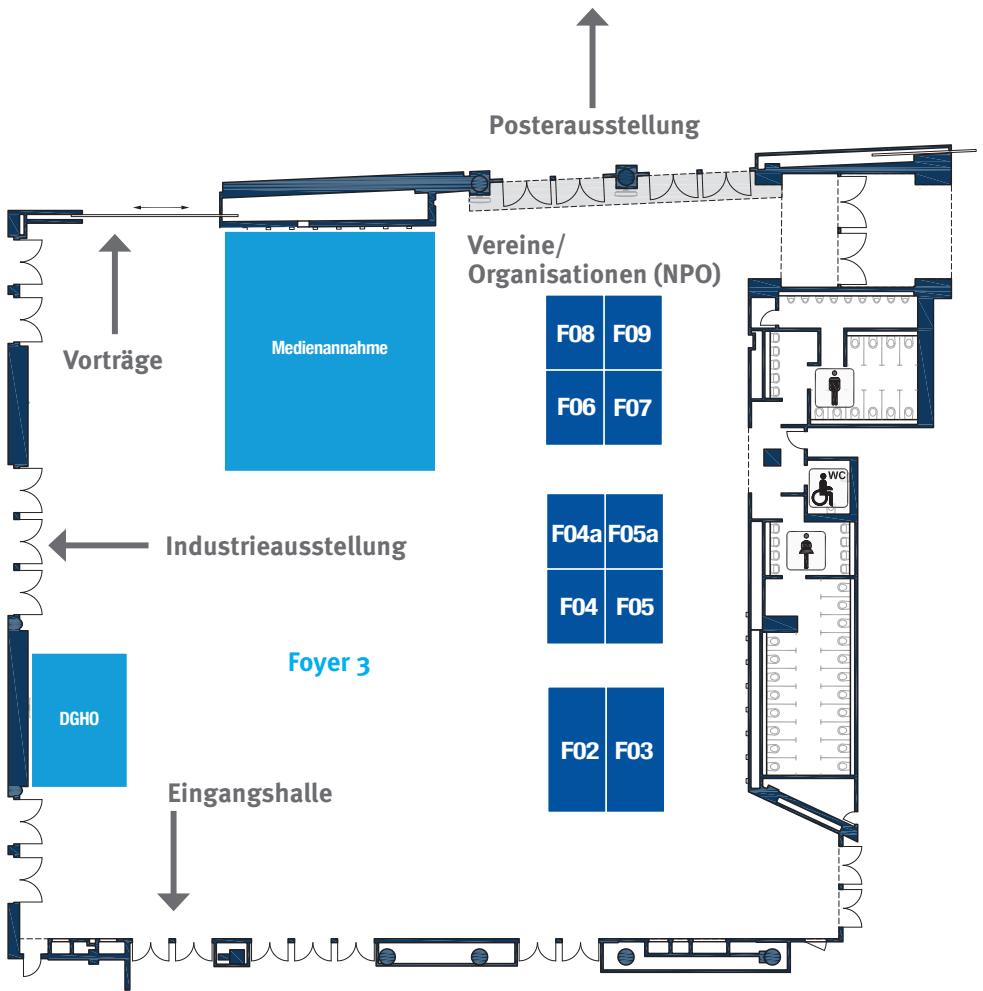 Posterausstellung
Vereine/
Organisationen (NPO)
Vorträge
Medienannahme
F08
F09
F06
F07
WC
F04a
F05a
Industrieausstellung
F04
F05
Foyer 3
DGHO
F02
F03
Eingangshalle